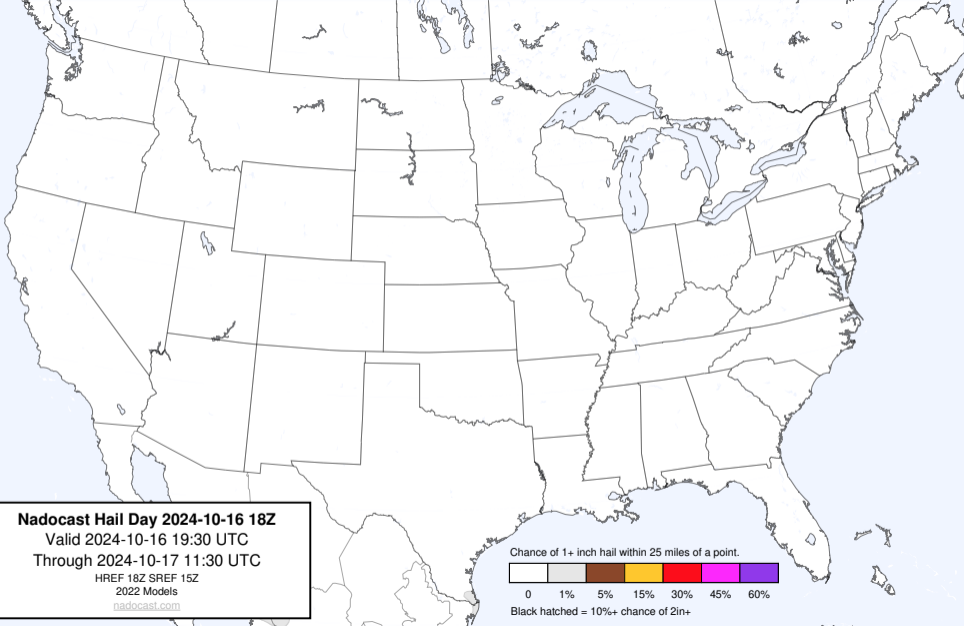 Nadocast Hail Day 2024-10-16 18Z
Valid 2024-10-16 19:30 UTC
Through 2024-10-17 11:30 UTC
HREF 18Z SREF 15Z
2022 Models
nadocast.com
Chance of 1+ inch hail within 25 miles of a point.
0 1% 5% 15% 30% 45% 60%
Black hatched = 10%+ chance of 2in+